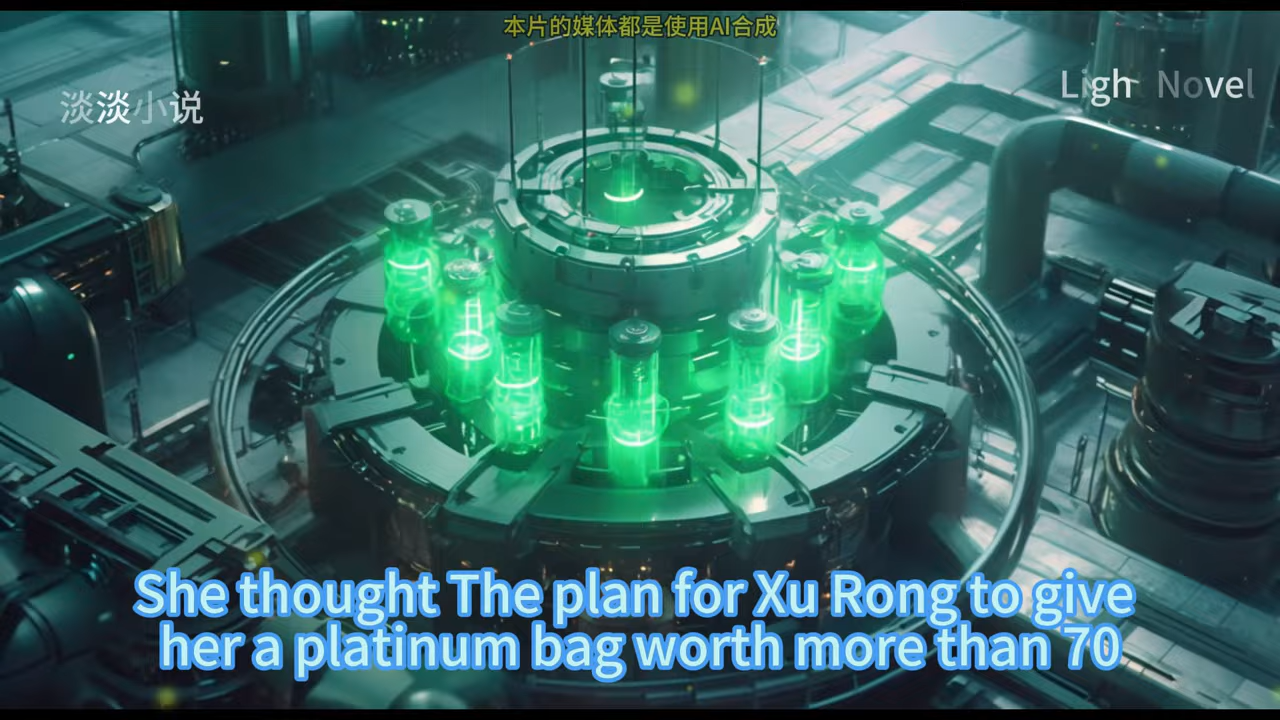 本片的媒体都是使用AI合成
淡淡小说
Ligh Novel
She thought The plan for Xu Rong to give
her a platinum bag worth more than 70